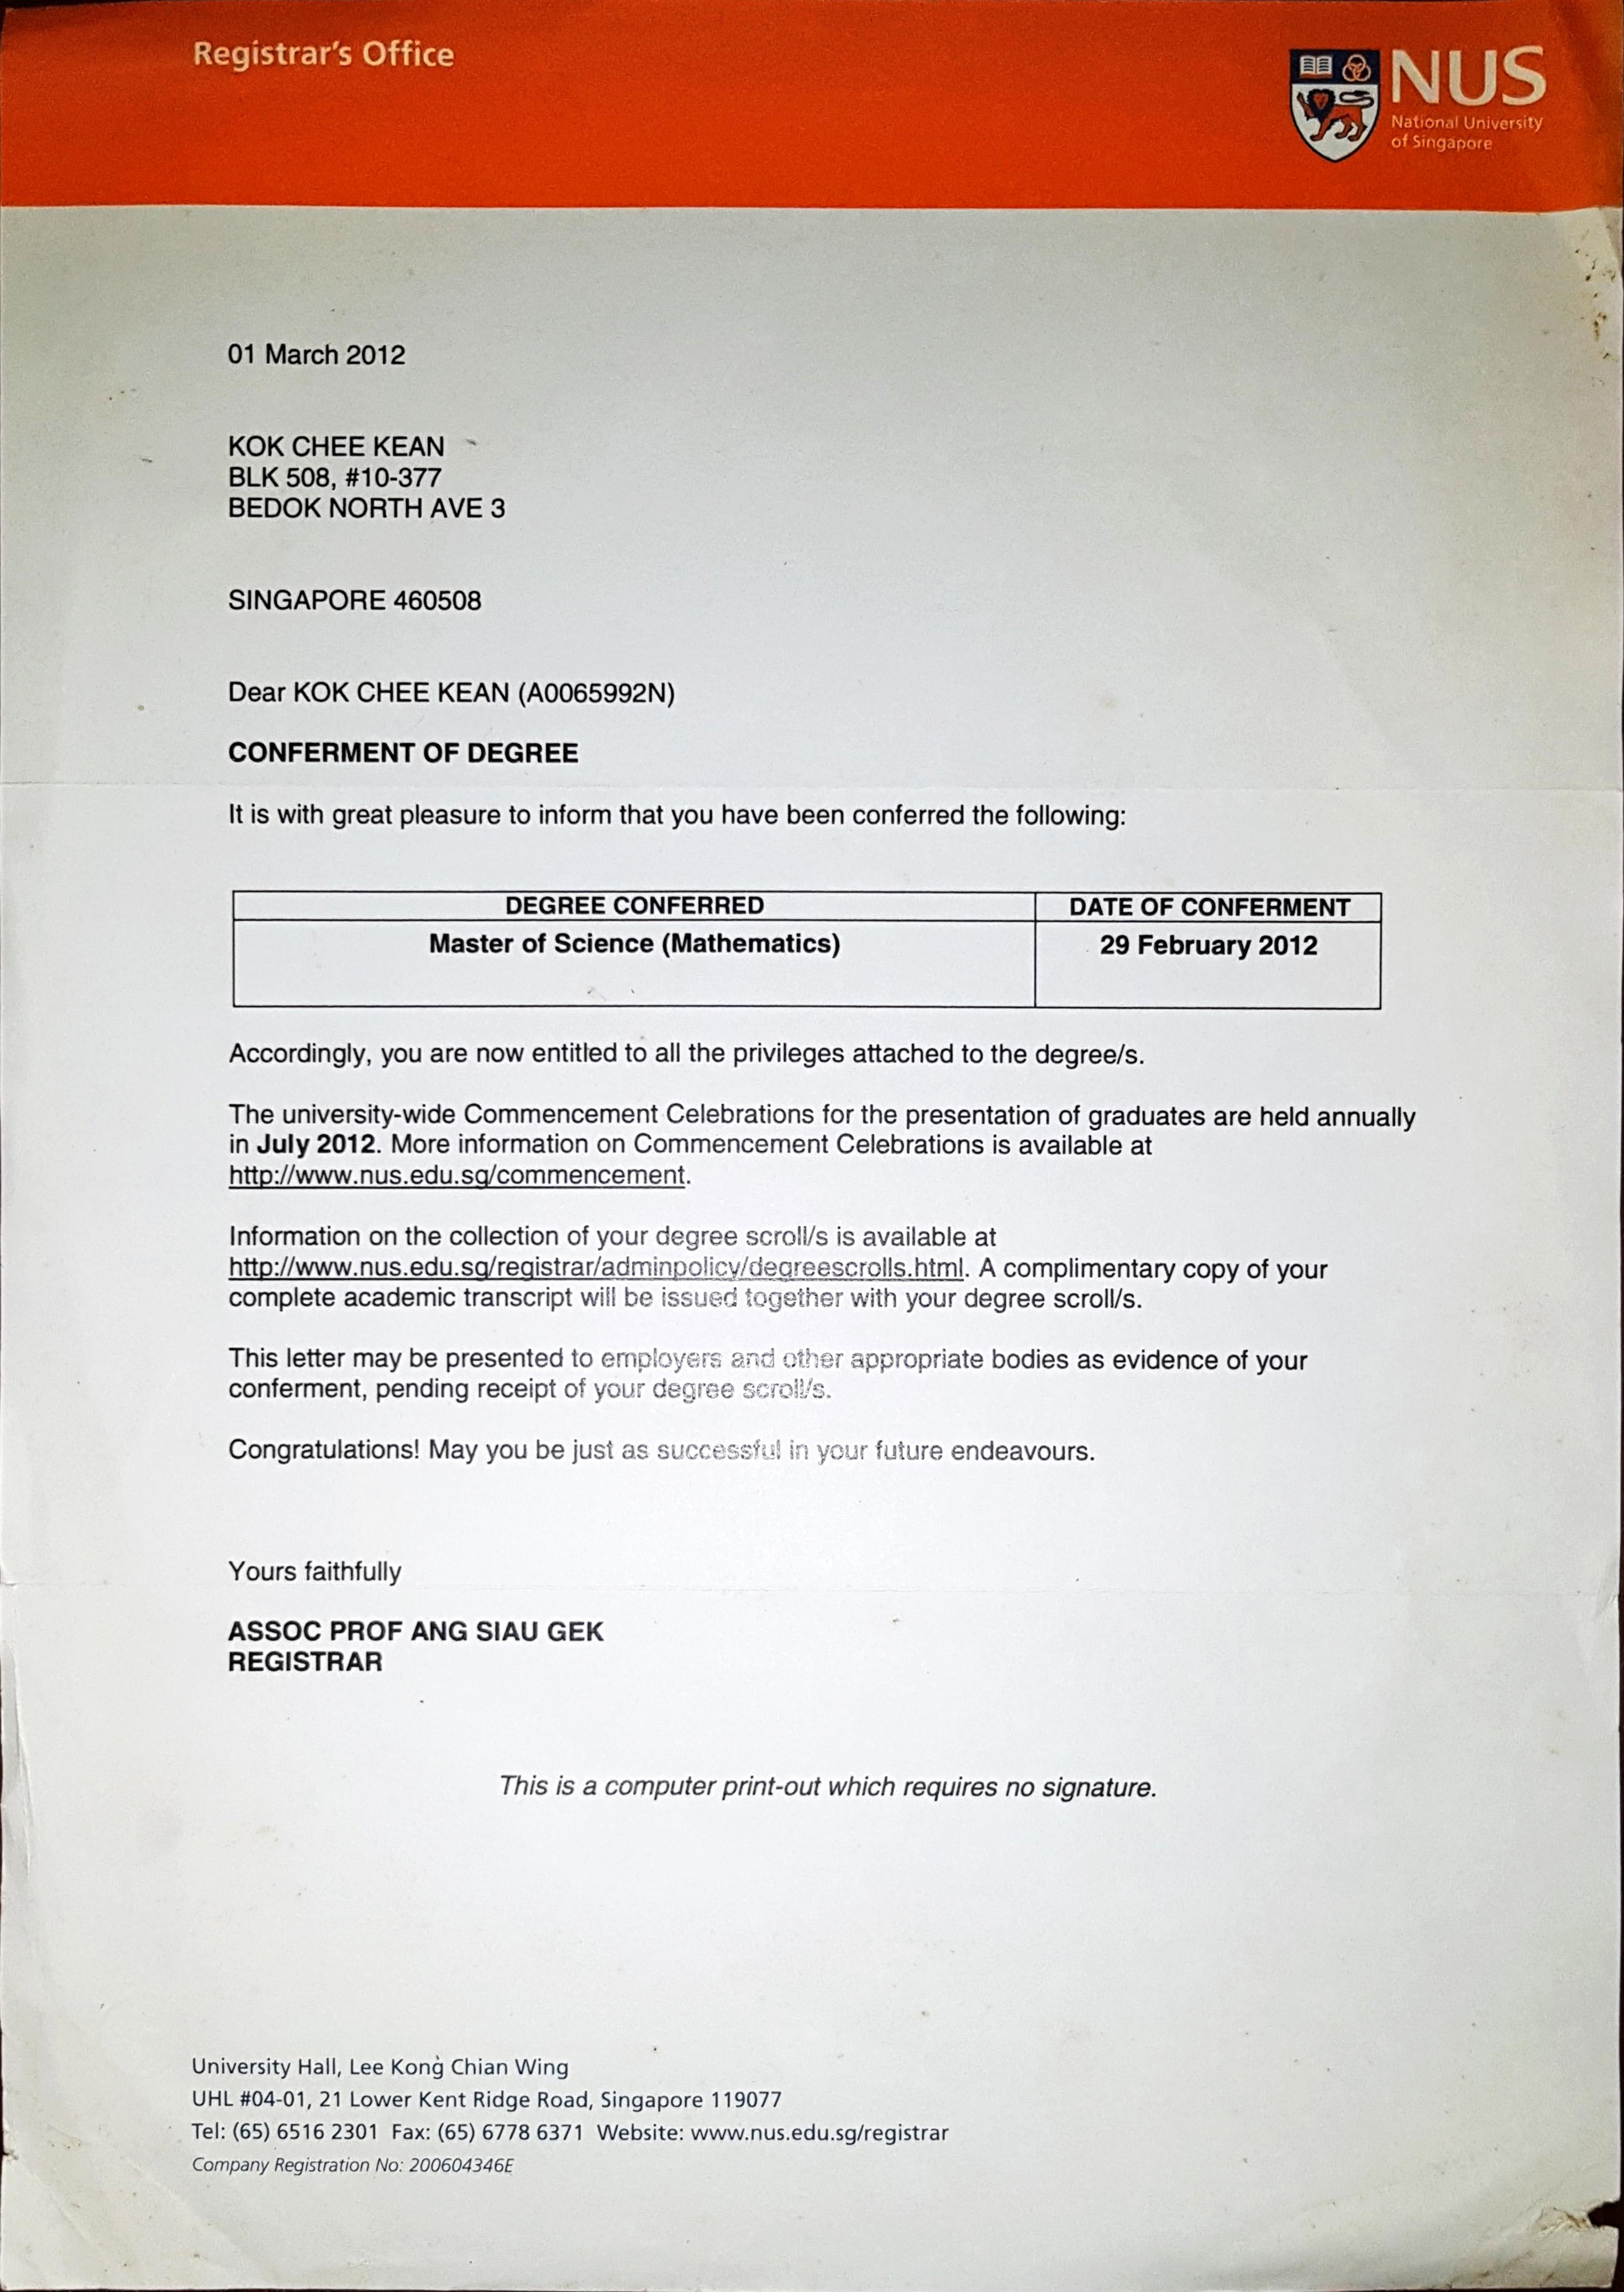 Registrar's Office
NUS
National University
of Singapore
01 March 2012
KOK CHEE KEAN
BLK 508, #10-377
BEDOK NORTH AVE 3
SINGAPORE 460508
Dear KOK CHEE KEAN (A0065992N)
CONFERMENT OF DEGREE
It is with great pleasure to inform that you have been conferred the following:
DEGREE CONFERRED DATE OF CONFERMENT
Master of Science (Mathematics) 29 February 2012
Accordingly, you are now entitled to all the privileges attached to the degree/s.
The university-wide Commencement Celebrations for the presentation of graduates are held annually
in July 2012. More information on Commencement Celebrations is available at
http://www.nus.edu.sg/commencement.
Information on the collection of your degree scroll/s is available at
http://www.nus.edu.sg/registrar/adminpolicy/degreescrolls.html. A complimentary copy of your
complete academic transcript will be issued together with your degree scroll/s.
This letter may be presented to employers and other appropriate bodies as evidence of your
conferment, pending receipt of your degree scroll/s.
Congratulations! May you be just as successful in your future endeavours.
Yours faithfully
ASSOC PROF ANG SIAU GEK
REGISTRAR
This is a computer print-out which requires no signature.
University Hall, Lee Kong Chian Wing
UHL #04-01, 21 Lower Kent Ridge Road, Singapore 119077
Tel: (65) 6516 2301 Fax: (65) 6778 6371 Website: www.nus.edu.sg/registrar
Company Registration No: 200604346E